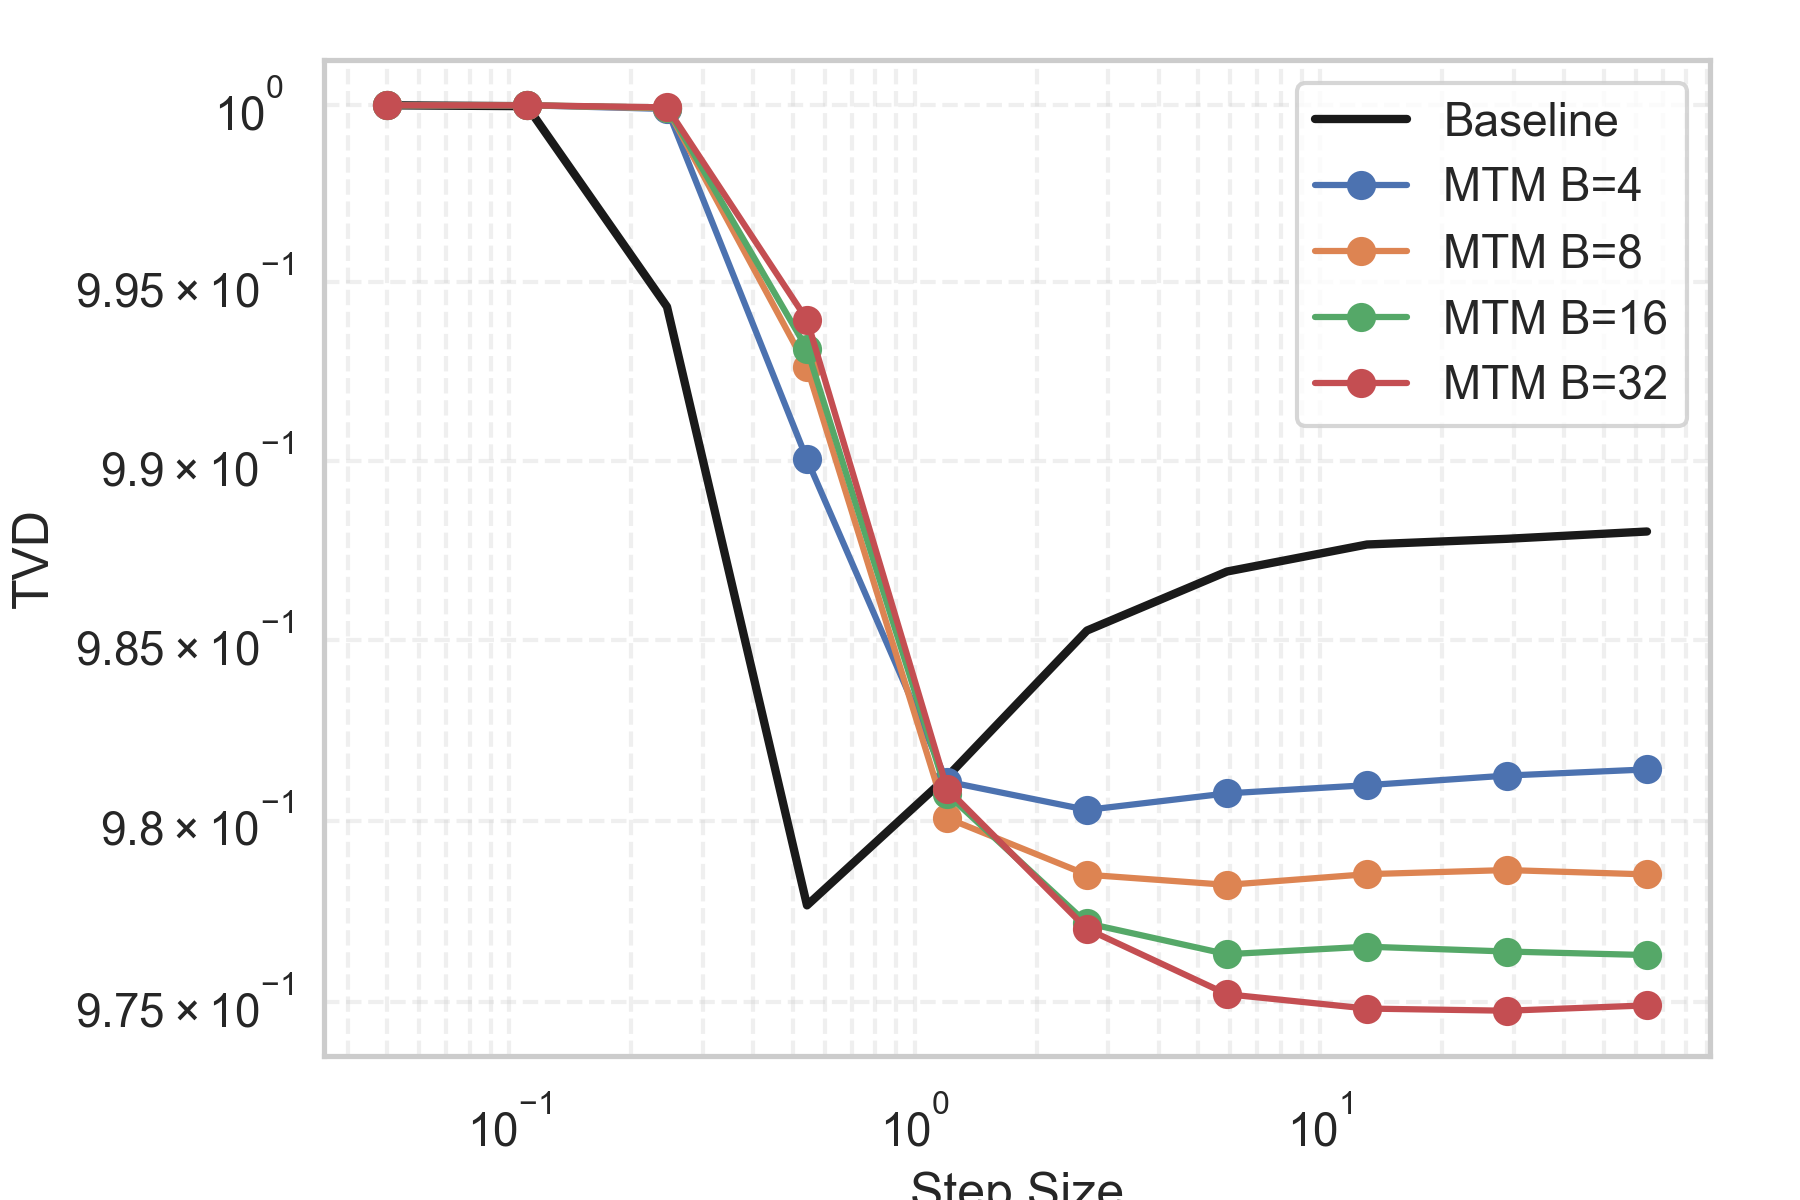 10^0
9.95 × 10^−1
9.9 × 10^−1
9.85 × 10^−1
9.8 × 10^−1
9.75 × 10^−1
TVD
Baseline
MTM B=4
MTM B=8
MTM B=16
MTM B=32
10^−1 10^0 10^1
Step Size